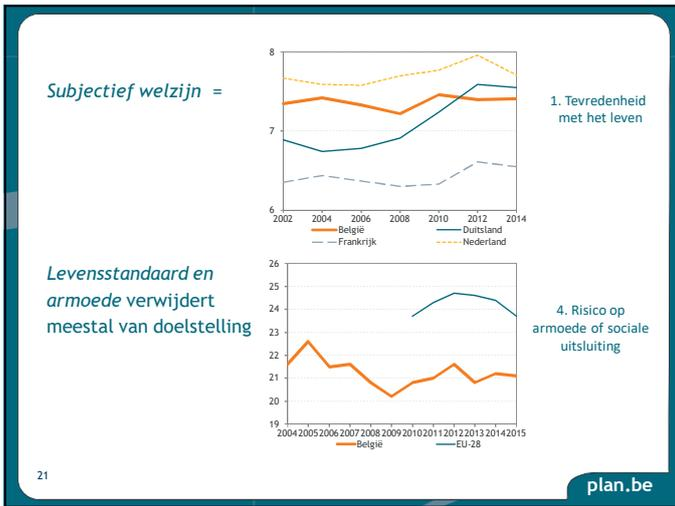 Subjectief welzijn =
8
7
6
2002 2004 2006 2008 2010 2012 2014
België Duitsland
Frankrijk Nederland
1. Tevredenheid
met het leven
Levensstandaard en
armoede verwijdert
meestal van doelstelling
26
25
24
23
22
21
20
19
2004 2005 2006 2007 2008 2009 2010 2011 2012 2013 2014 2015
België EU-28
4. Risico op
armoede of sociale
uitsluiting
21
plan.be